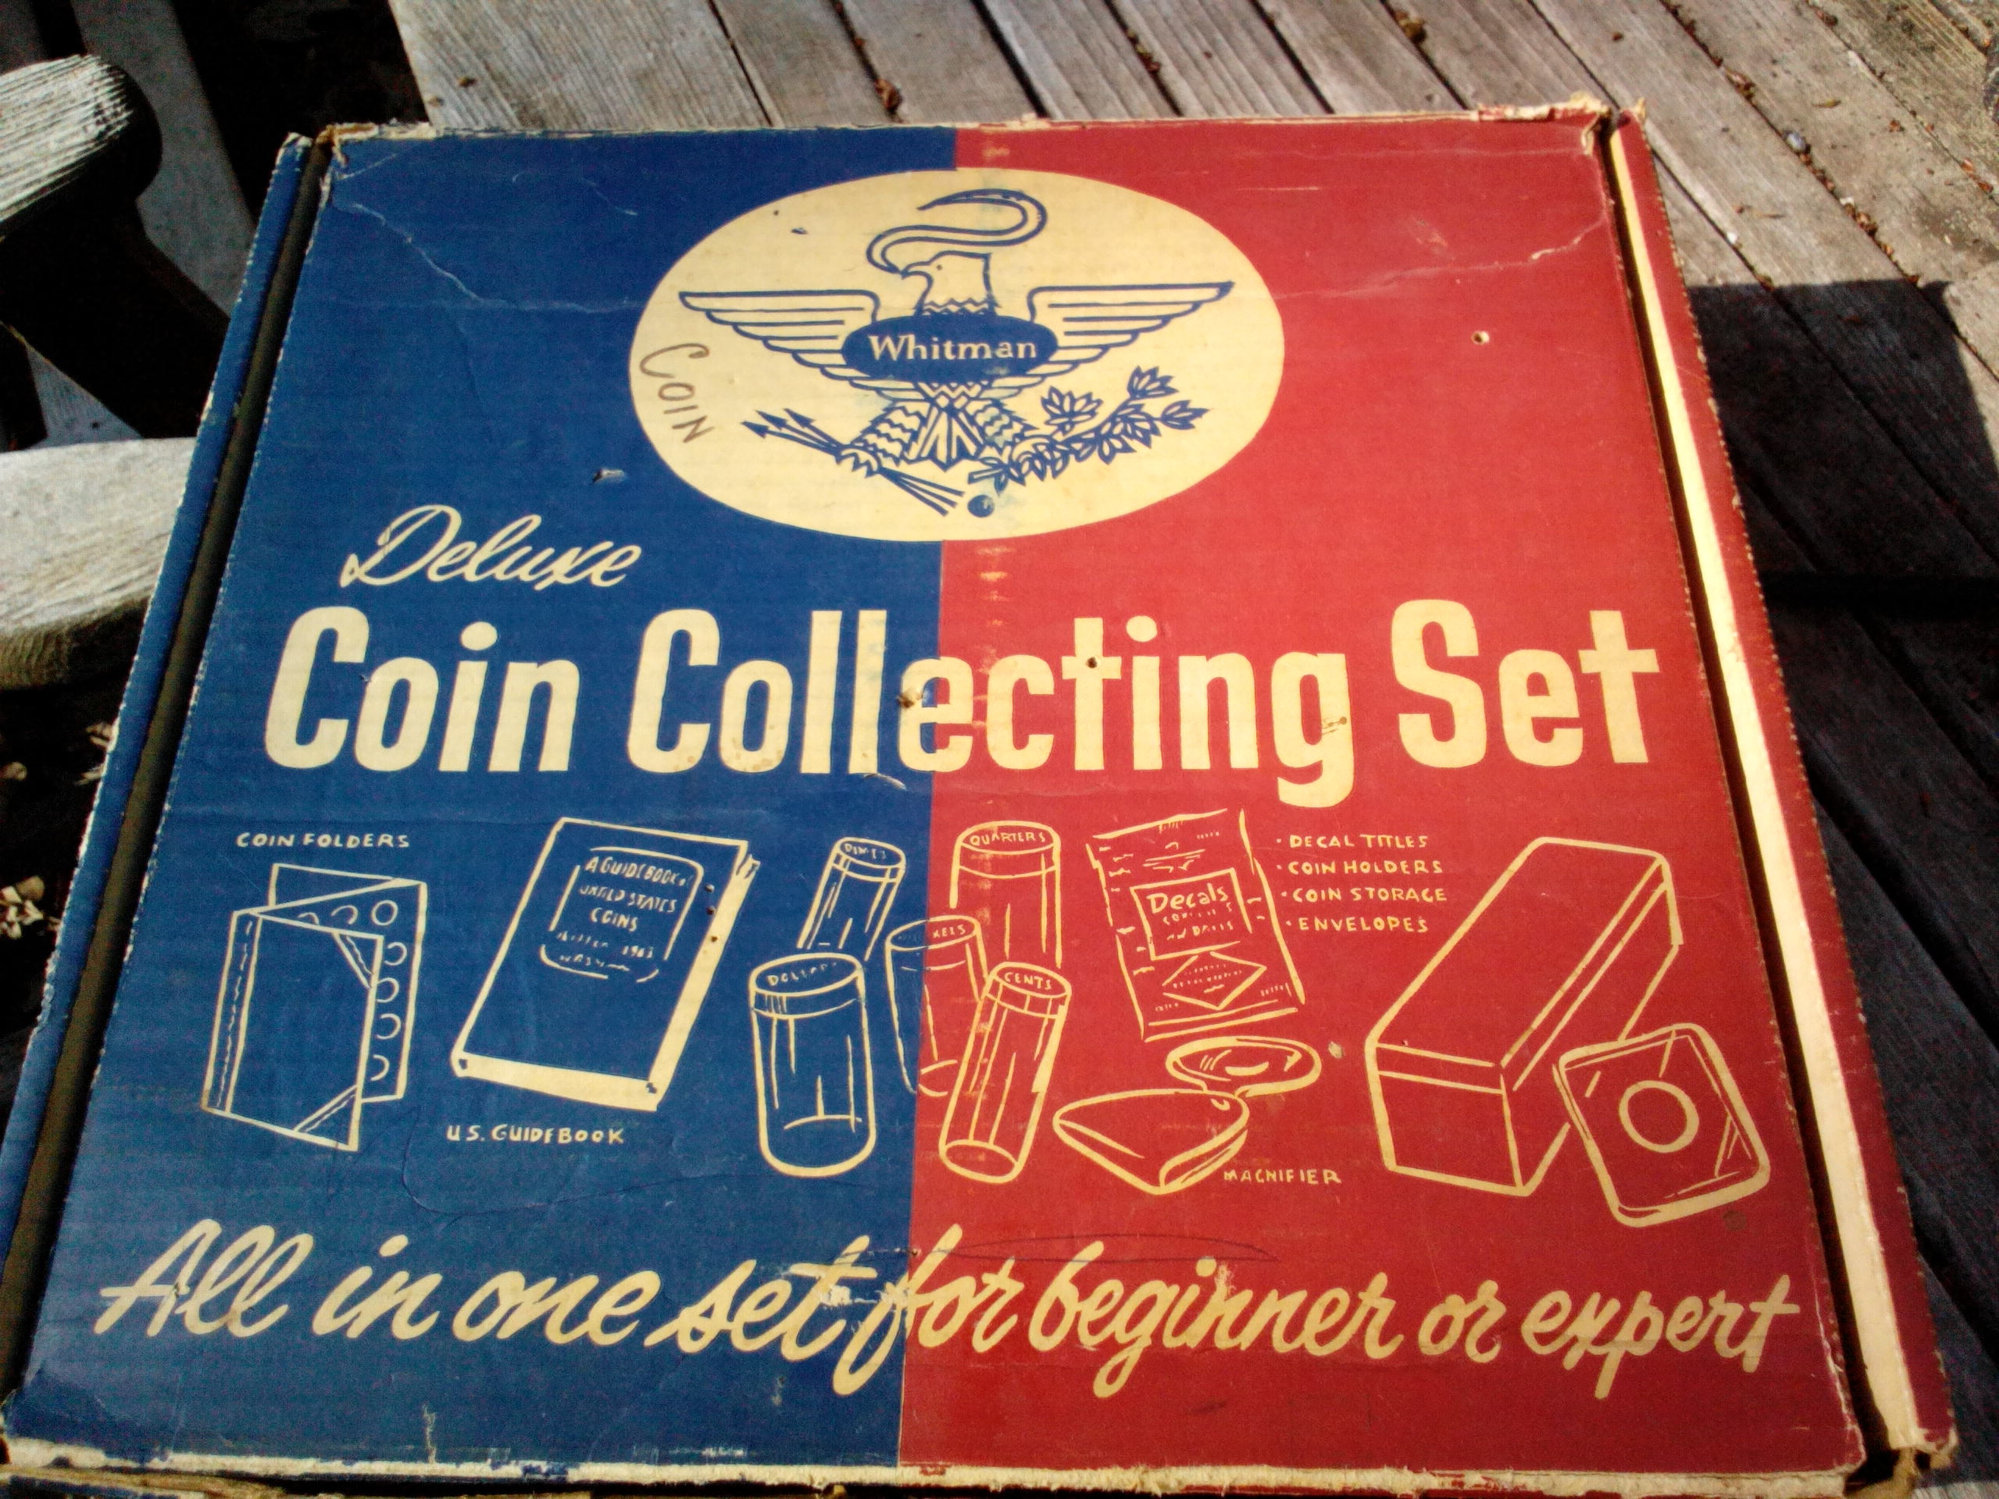 Whitman
COIN
Deluxe
Coin Collecting Set
COIN FOLDERS
A GUIDEBOOK of
UNITED STATES
COINS
U.S. GUIDEBOOK
DIMES
QUARTERS
DOLLARS
CENTS
Decals
· DECAL TITLES
· COIN HOLDERS
· COIN STORAGE
· ENVELOPES
MAGNIFIER
All in one set for beginner or expert